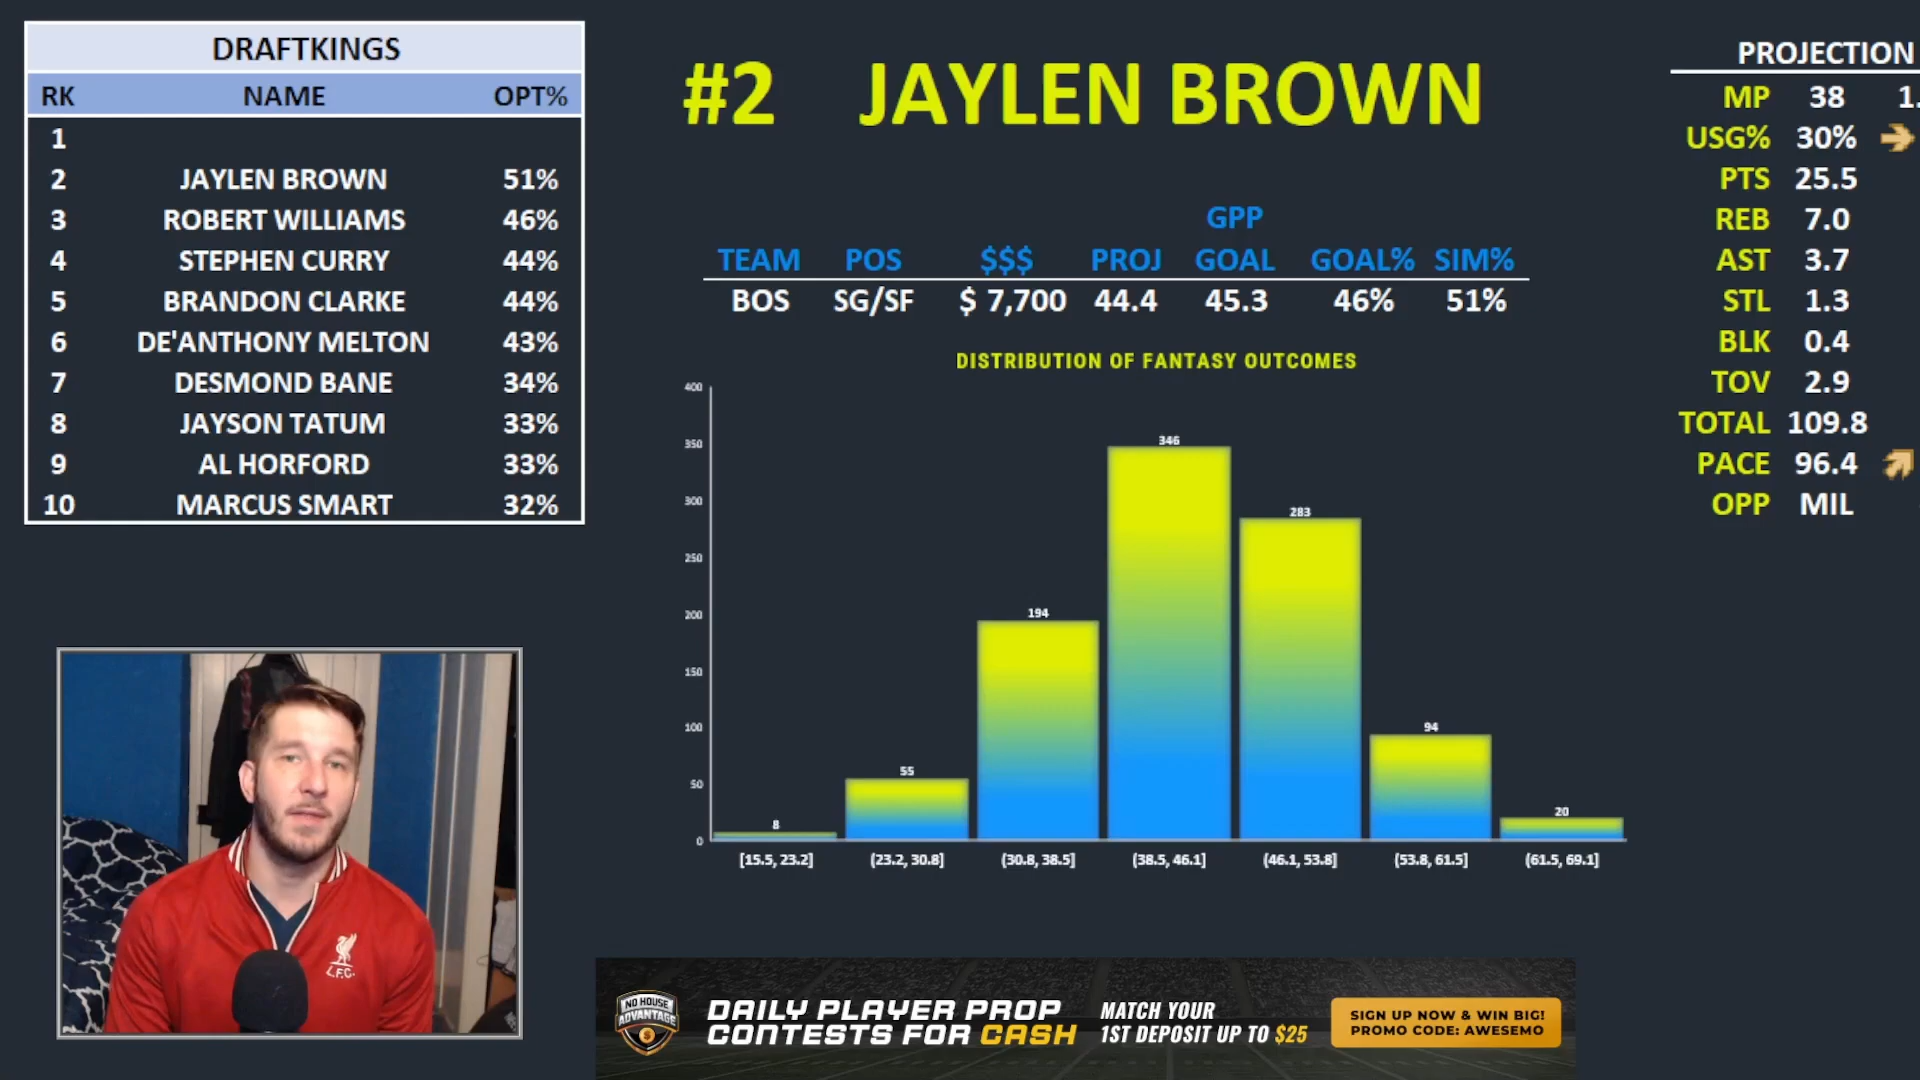 DRAFTKINGS
RK NAME OPT%
1
2 JAYLEN BROWN 51%
3 ROBERT WILLIAMS 46%
4 STEPHEN CURRY 44%
5 BRANDON CLARKE 44%
6 DE'ANTHONY MELTON 43%
7 DESMOND BANE 34%
8 JAYSON TATUM 33%
9 AL HORFORD 33%
10 MARCUS SMART 32%
#2 JAYLEN BROWN
GPP
TEAM POS $$$ PROJ GOAL GOAL% SIM%
BOS SG/SF $ 7,700 44.4 45.3 46% 51%
DISTRIBUTION OF FANTASY OUTCOMES
400
350
300
250
200
150
100
50
0
8 55 194 346 283 94 20
[15.5, 23.2] (23.2, 30.8] (30.8, 38.5] (38.5, 46.1] (46.1, 53.8] (53.8, 61.5] (61.5, 69.1]
PROJECTION
MP 38 1.
USG% 30%
PTS 25.5
REB 7.0
AST 3.7
STL 1.3
BLK 0.4
TOV 2.9
TOTAL 109.8
PACE 96.4
OPP MIL
L.F.C.
NO HOUSE
ADVANTAGE
DAILY PLAYER PROP
CONTESTS FOR CASH
MATCH YOUR
1ST DEPOSIT UP TO $25
SIGN UP NOW & WIN BIG!
PROMO CODE: AWESEMO